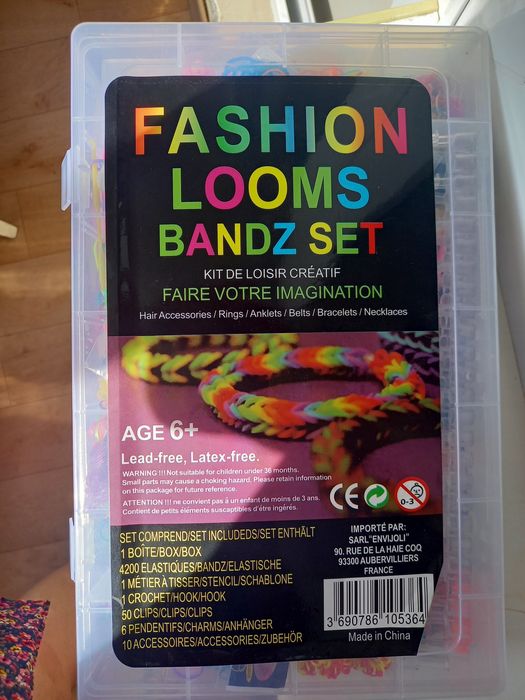 FASHION
LOOMS
BANDZ SET
KIT DE LOISIR CRÉATIF
FAIRE VOTRE IMAGINATION
Hair Accessories / Rings / Anklets / Belts / Bracelets / Necklaces
AGE 6+
Lead-free, Latex-free.
WARNING!!! Not suitable for children under 36 months.
Small parts may cause a choking hazard. Please retain information
on this package for future reference.
ATTENTION !!! ne convient pas à un enfant de moins de 3 ans.
Contient de petits éléments susceptibles d'être ingérés.
CE
0-3
SET COMPREND/SET INCLUDEDS/SET ENTHÄLT
1 BOÎTE/BOX/BOX
4200 ELASTIQUES/BANDZ/ELASTISCHE
1 MÉTIER À TISSER/STENCIL/SCHABLONE
1 CROCHET/HOOK/HOOK
50 CLIPS/CLIPS/CLIPS
6 PENDENTIFS/CHARMS/ANHÄNGER
10 ACCESSOIRES/ACCESSORIES/ZUBEHÖR
IMPORTÉ PAR:
SARL"ENVIJOLI"
90. RUE DE LA HAIE COQ
93300 AUBERVILLIERS
FRANCE
3 690786 105364
Made in China